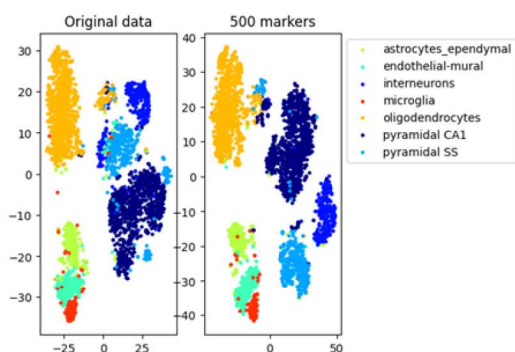 Original data
500 markers
30
20
10
0
−10
−20
−30
−25
0
25
40
30
20
10
0
−10
−20
−30
−40
0
50
astrocytes_ependymal
endothelial-mural
interneurons
microglia
oligodendrocytes
pyramidal CA1
pyramidal SS